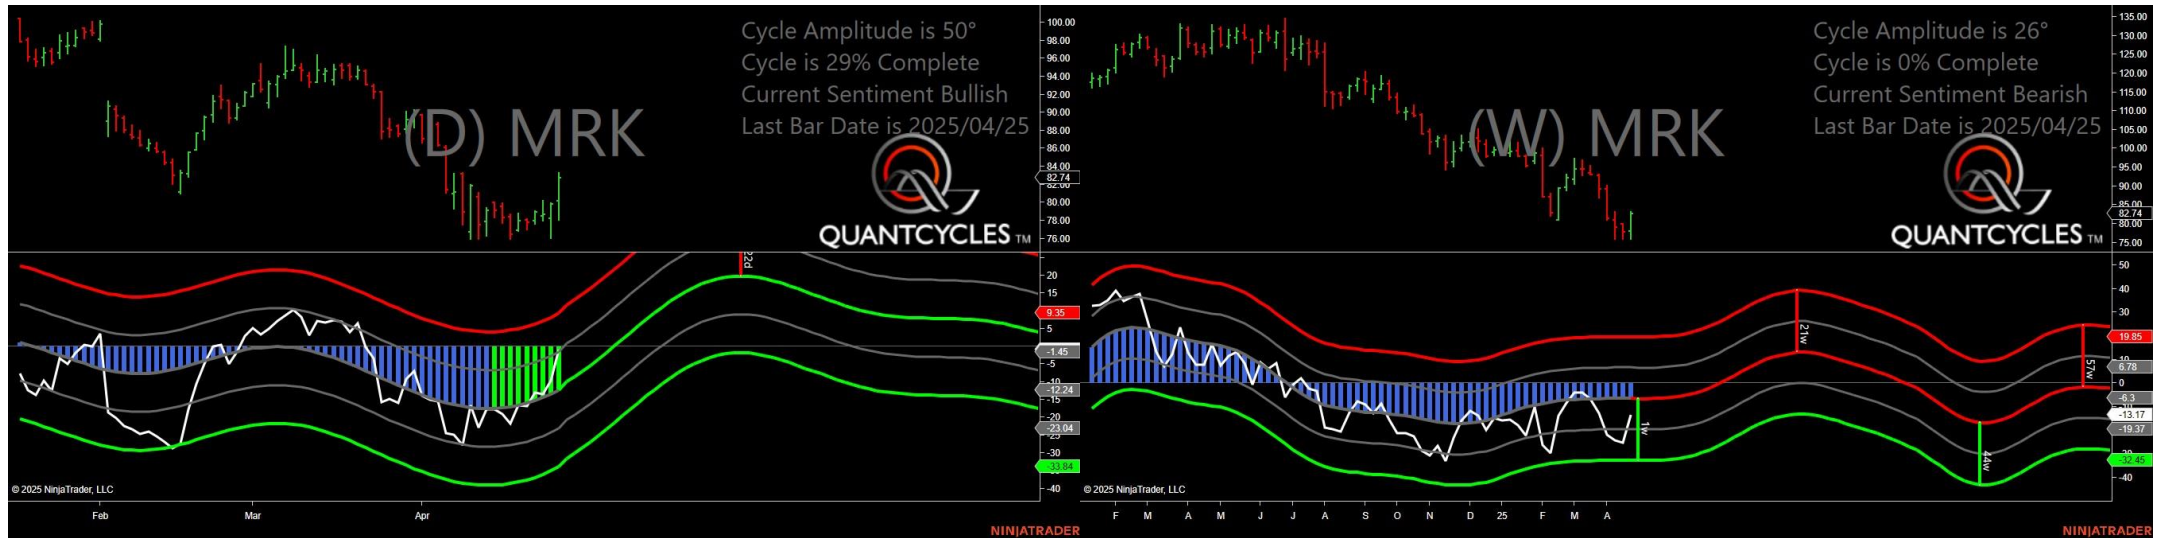 Cycle Amplitude is 50°
Cycle is 29% Complete
Current Sentiment Bullish
Last Bar Date is 2025/04/25
(D) MRK
QUANTCYCLES TM
100.00
98.00
96.00
94.00
92.00
90.00
88.00
86.00
84.00
82.74
82.00
80.00
78.00
76.00
22d
20
15
9.35
5
-1.45
-5
-10
-12.24
-15
-20
-23.04
-25
-30
-33.84
-40
© 2025 NinjaTrader, LLC
Feb Mar Apr
NINJATRADER
Cycle Amplitude is 26°
Cycle is 0% Complete
Current Sentiment Bearish
Last Bar Date is 2025/04/25
(W) MRK
QUANTCYCLES TM
135.00
130.00
125.00
120.00
115.00
110.00
105.00
100.00
95.00
90.00
85.00
82.74
80.00
75.00
50
40
30
21w
19.85
10
57w
6.78
0
-6.3
-10
-13.17
-19.37
1w
44w
-32.45
-40
© 2025 NinjaTrader, LLC
F M A M J J A S O N D 25 F M A
NINJATRADER